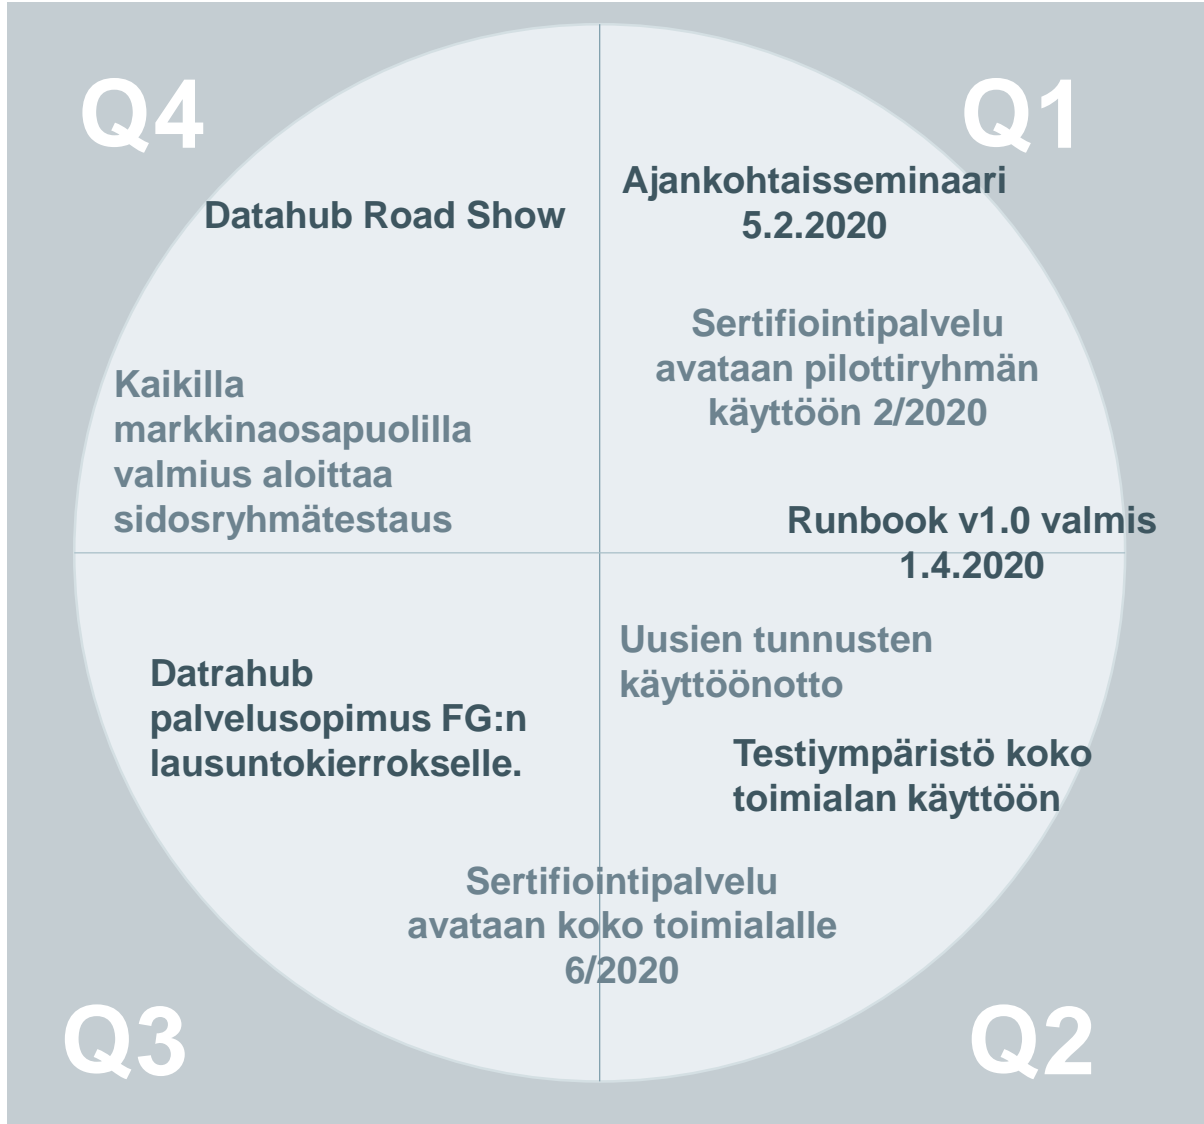 Q4
Q1
Datahub Road Show
Ajankohtaisseminaari
5.2.2020
Sertifiointipalvelu
avataan pilottiryhmän
käyttöön 2/2020
Kaikilla
markkinaosapuolilla
valmius aloittaa
sidosryhmätestaus
Runbook v1.0 valmis
1.4.2020
Uusien tunnusten
käyttöönotto
Datrahub
palvelusopimus FG:n
lausuntokierrokselle.
Testiympäristö koko
toimialan käyttöön
Sertifiointipalvelu
avataan koko toimialalle
6/2020
Q3
Q2